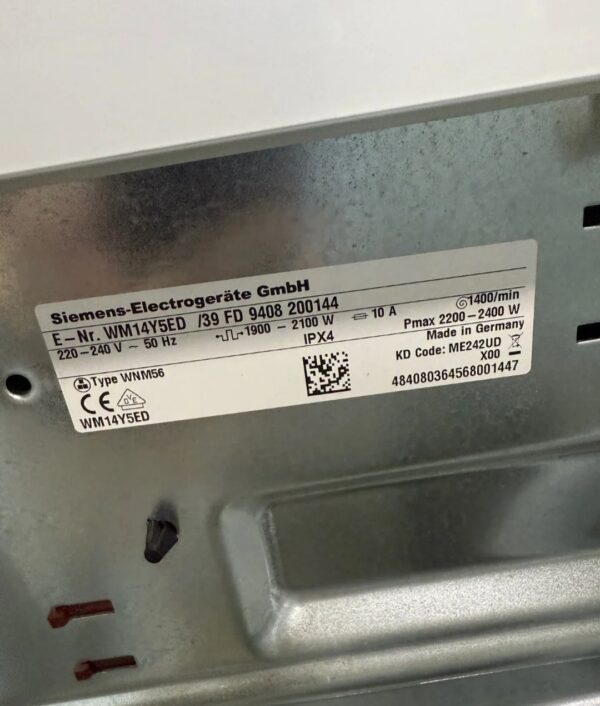 Siemens-Electrogeräte GmbH
E-Nr. WM14Y5ED /39 FD 9408 200144
220-240 V ~ 50 Hz 1900 - 2100 W 10 A 1400/min
IPX4 Pmax 2200-2400 W
Made in Germany
Type WNM56 KD Code: ME242UD
X00
CE DVE
484080364568001447
WM14Y5ED